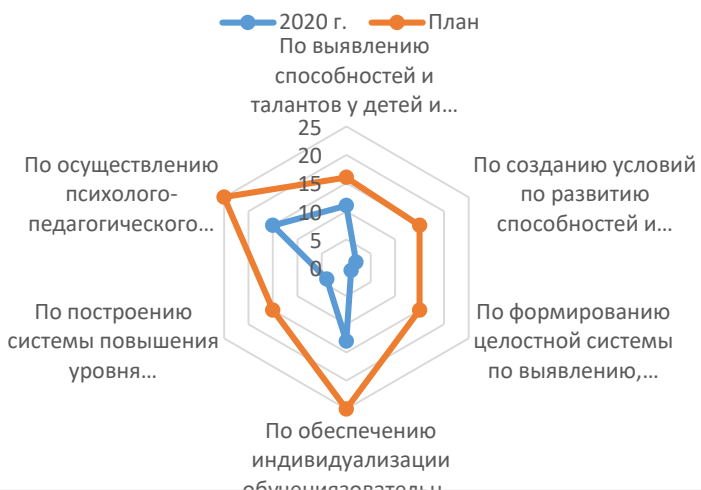 2020 г. План
По выявлению
способностей и
талантов у детей и...
25
20
15
10
5
0
По созданию условий
по развитию
способностей и...
По формированию
целостной системы
по выявлению,...
По обеспечению
индивидуализации
обучениязовательн...
По построению
системы повышения
уровня...
По осуществлению
психолого-
педагогического...